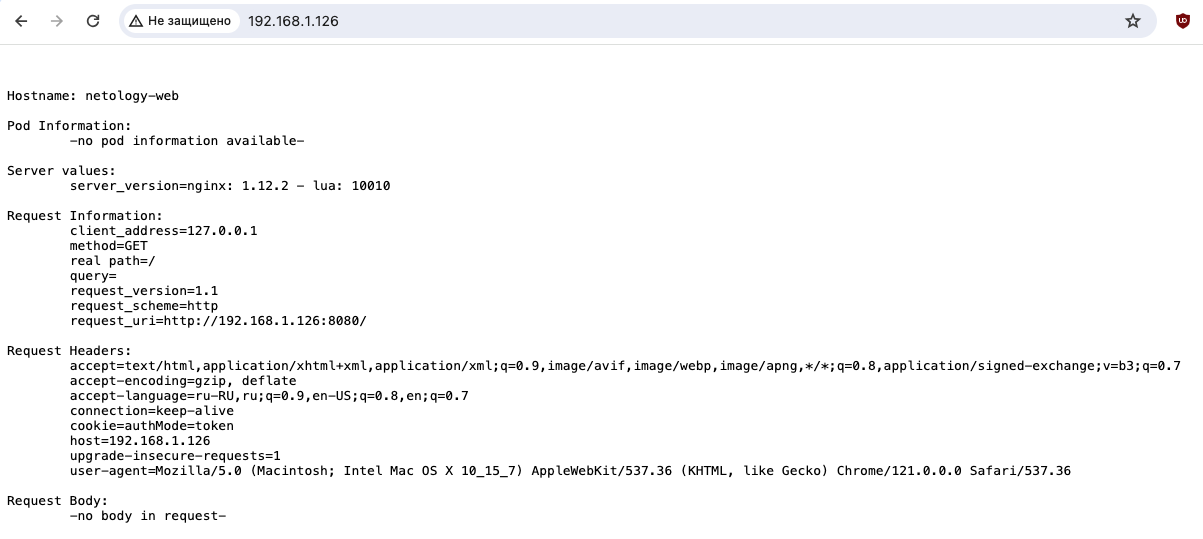 Не защищено 192.168.1.126
Hostname: netology-web
Pod Information:
-no pod information available-
Server values:
server_version=nginx: 1.12.2 - lua: 10010
Request Information:
client_address=127.0.0.1
method=GET
real path=/
query=
request_version=1.1
request_scheme=http
request_uri=http://192.168.1.126:8080/
Request Headers:
accept=text/html,application/xhtml+xml,application/xml;q=0.9,image/avif,image/webp,image/apng,*/*;q=0.8,application/signed-exchange;v=b3;q=0.7
accept-encoding=gzip, deflate
accept-language=ru-RU,ru;q=0.9,en-US;q=0.8,en;q=0.7
connection=keep-alive
cookie=authMode=token
host=192.168.1.126
upgrade-insecure-requests=1
user-agent=Mozilla/5.0 (Macintosh; Intel Mac OS X 10_15_7) AppleWebKit/537.36 (KHTML, like Gecko) Chrome/121.0.0.0 Safari/537.36
Request Body:
-no body in request-